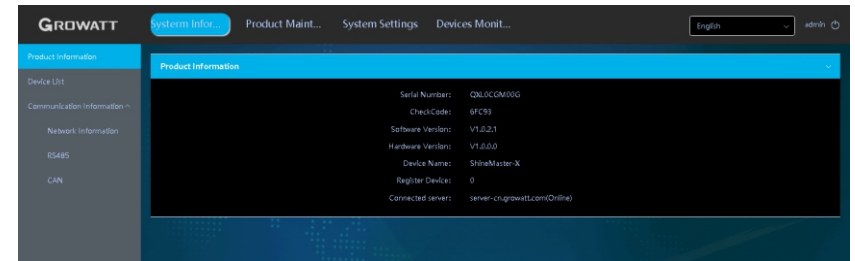 GROWATT
Systerm Infor... Product Maint... System Settings Devices Monit... English admin
Product Information
Device List
Communication Information
Network Information
RS485
CAN
Product Information
Serial Number: QXL0CGM00G
CheckCode: 6FC93
Software Version: V1.0.2.1
Hardware Version: V1.0.0.0
Device Name: ShineMaster-X
Register Device: 0
Connected server: server-cn.growatt.com(Online)